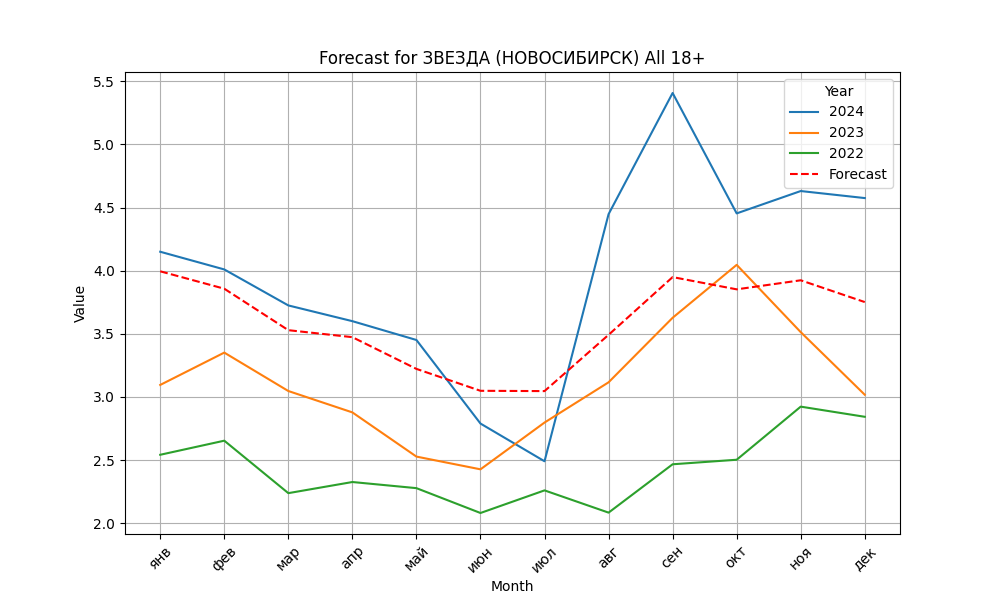 Forecast for ЗВЕЗДА (НОВОСИБИРСК) All 18+
Year
2024
2023
2022
Forecast
Value
5.5
5.0
4.5
4.0
3.5
3.0
2.5
2.0
янв
фев
мар
апр
май
июн
июл
авг
сен
окт
ноя
дек
Month